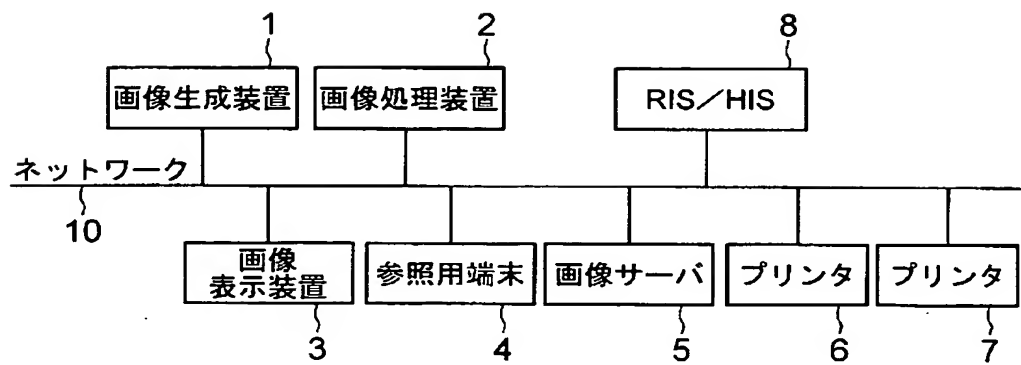 1
2
8
画像生成装置
画像処理装置
RIS／HIS
ネットワーク
10
画像
表示装置
参照用端末
画像サーバ
プリンタ
プリンタ
3
4
5
6
7